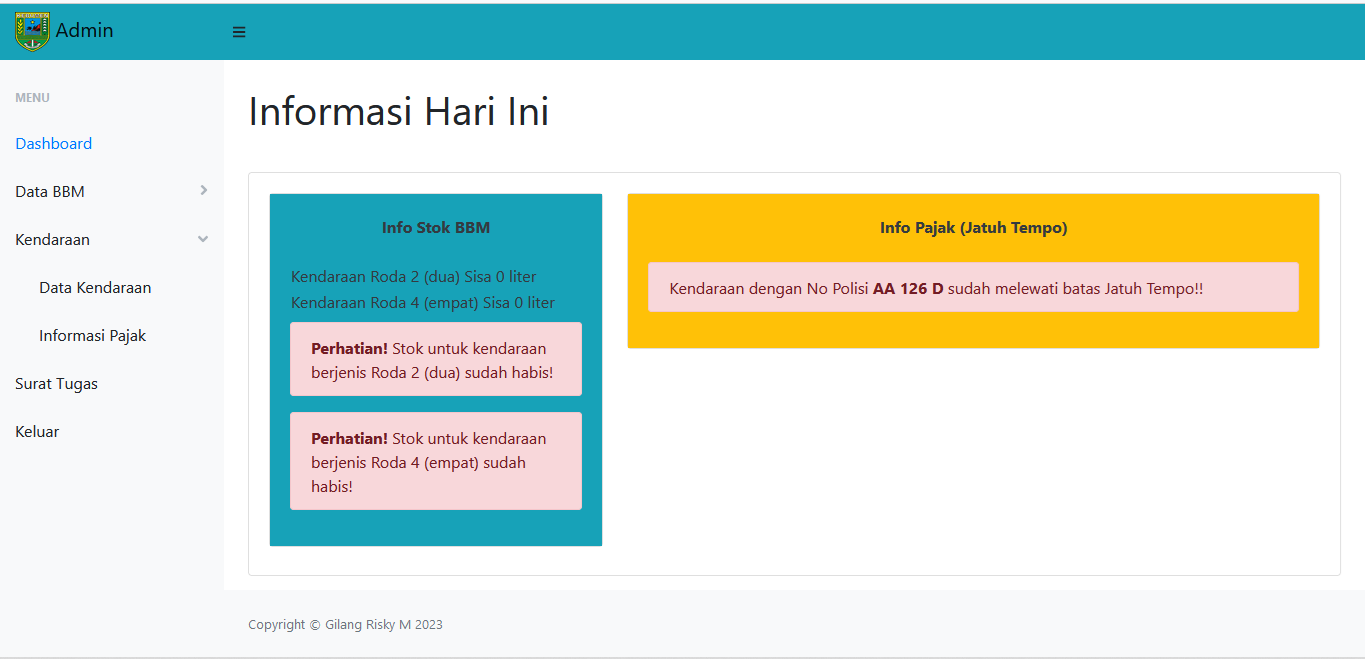 Admin
MENU
Dashboard
Data BBM
Kendaraan
Data Kendaraan
Informasi Pajak
Surat Tugas
Keluar
Informasi Hari Ini
Info Stok BBM
Kendaraan Roda 2 (dua) Sisa 0 liter
Kendaraan Roda 4 (empat) Sisa 0 liter
Perhatian! Stok untuk kendaraan
berjenis Roda 2 (dua) sudah habis!
Perhatian! Stok untuk kendaraan
berjenis Roda 4 (empat) sudah
habis!
Info Pajak (Jatuh Tempo)
Kendaraan dengan No Polisi AA 126 D sudah melewati batas Jatuh Tempo!!
Copyright © Gilang Risky M 2023